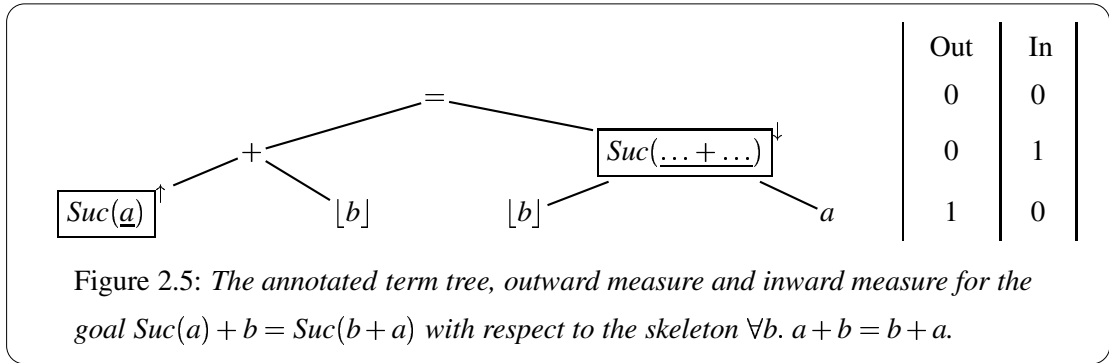 Out In
= 0 0
+ Suc(... + ...) ↓ 0 1
Suc(a) ↑ ⌊b⌋ ⌊b⌋ a 1 0
Figure 2.5: The annotated term tree, outward measure and inward measure for the
goal Suc(a) + b = Suc(b + a) with respect to the skeleton ∀b. a + b = b + a.